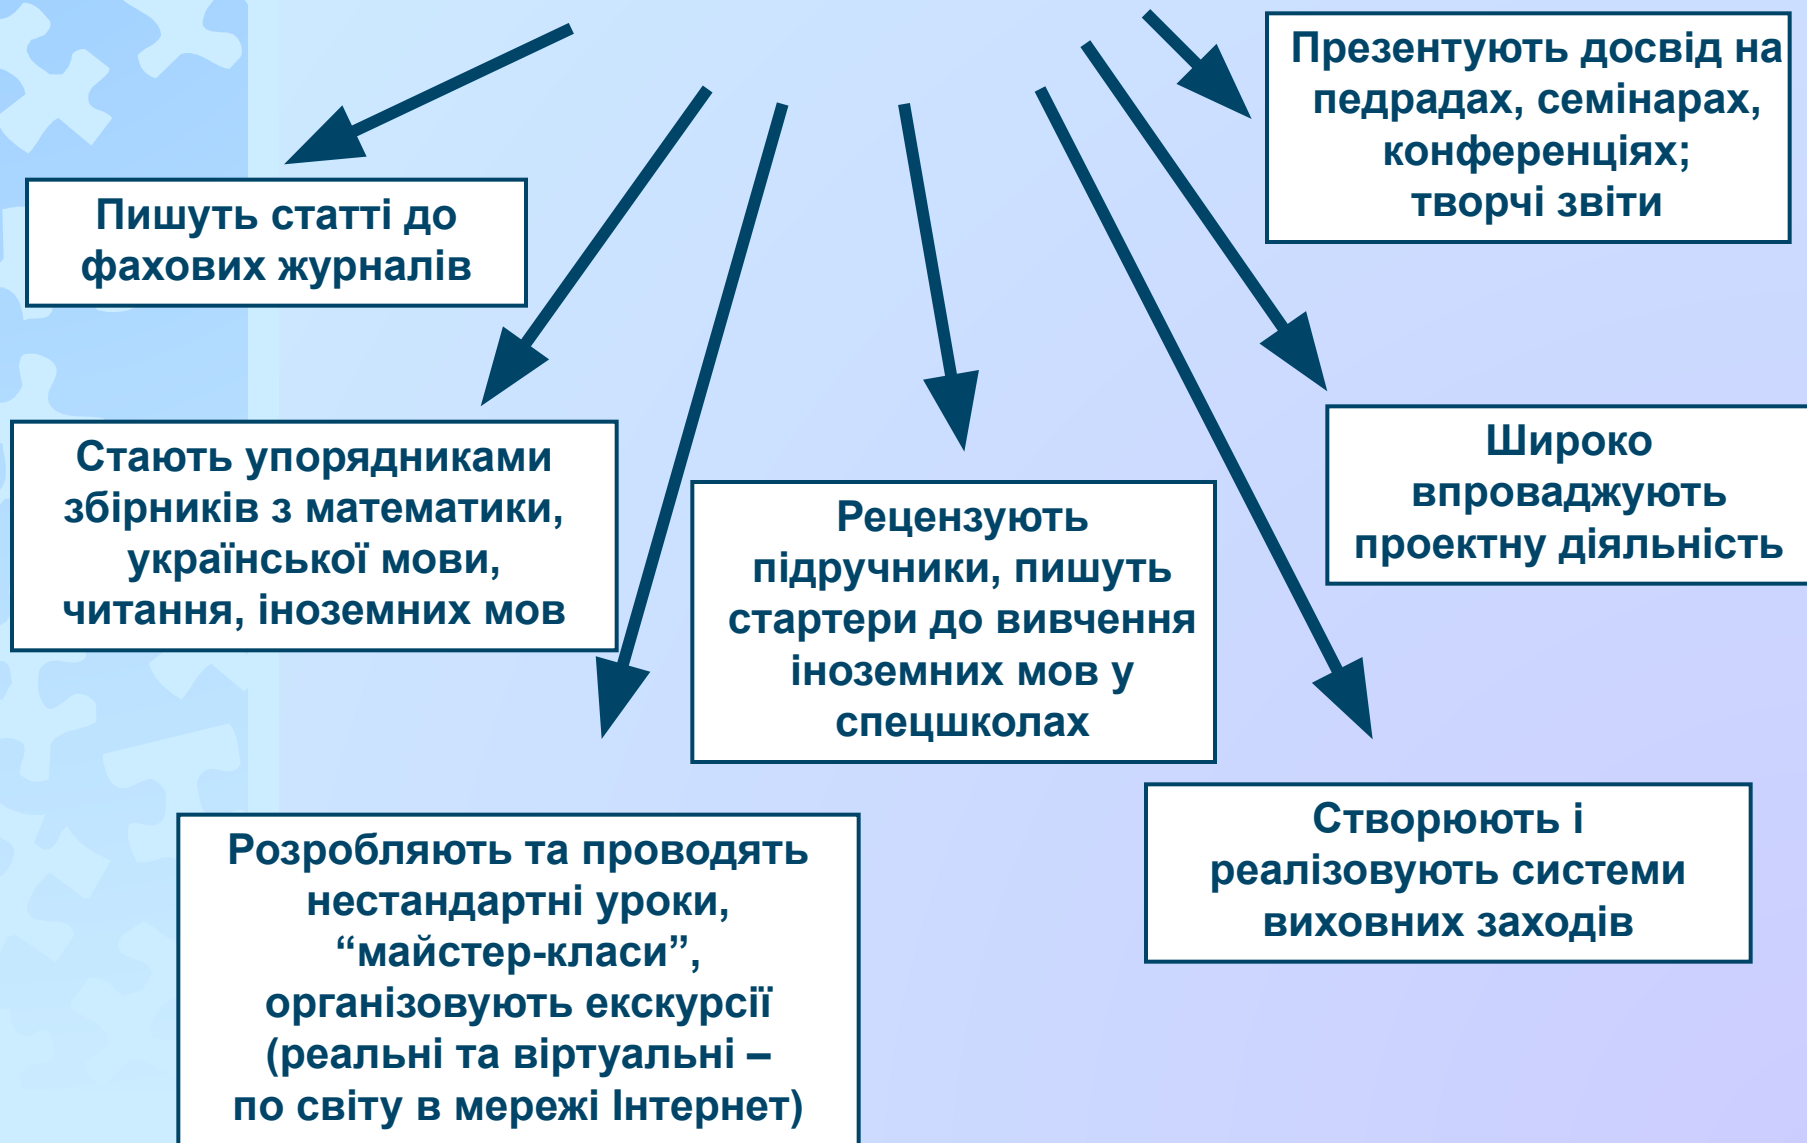 Презентують досвід на
педрадах, семінарах,
конференціях;
творчі звіти
Пишуть статті до
фахових журналів
Стають упорядниками
збірників з математики,
української мови,
читання, іноземних мов
Рецензують
підручники, пишуть
стартери до вивчення
іноземних мов у
спецшколах
Широко
впроваджують
проектну діяльність
Розробляють та проводять
нестандартні уроки,
“майстер-класи”,
організовують екскурсії
(реальні та віртуальні –
по світу в мережі Інтернет)
Створюють і
реалізовують системи
виховних заходів